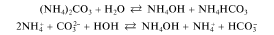 (NH₄)₂CO₃ + H₂O ⇄ NH₄OH + NH₄HCO₃
2NH₄⁺ + CO₃²⁻ + HOH ⇄ NH₄OH + NH₄⁺ + HCO₃⁻